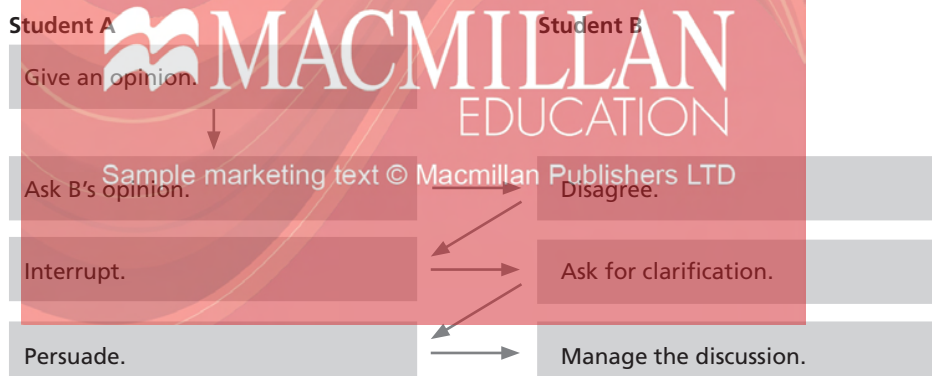 Student A Student B
MACMILLAN
Give an opinion.
EDUCATION
Sample marketing text © Macmillan Publishers LTD
Ask B's opinion. Disagree.
Interrupt. Ask for clarification.
Persuade. Manage the discussion.